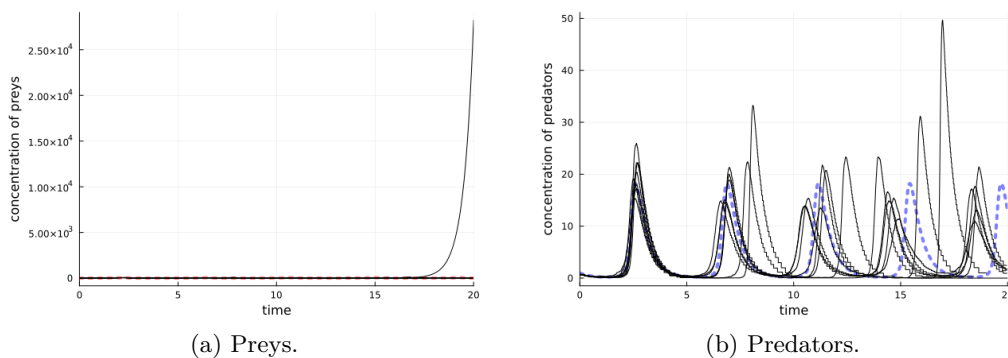 concentration of preys
2.50×10⁴
2.00×10⁴
1.50×10⁴
1.00×10⁴
5.00×10³
0
0 5 10 15 20
time
(a) Preys.
concentration of predators
50
40
30
20
10
0
0 5 10 15 20
time
(b) Predators.